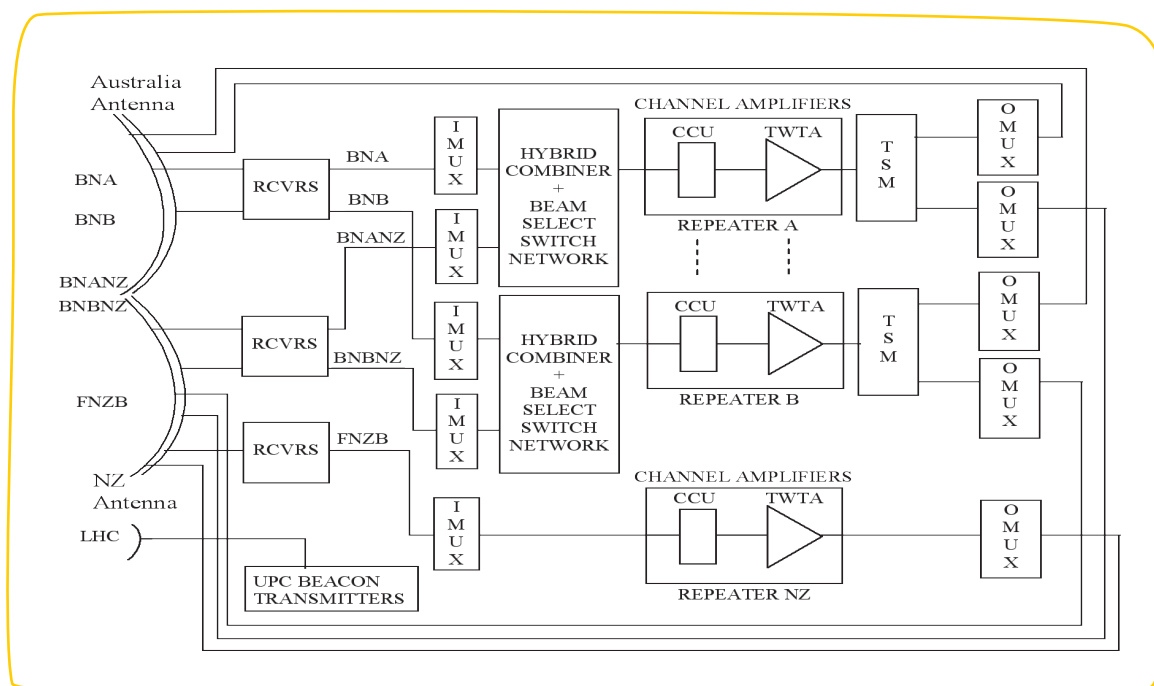 Australia
Antenna
BNA
BNB
BNANZ
BNBNZ
FNZB
NZ
Antenna
LHC
RCVRS
BNA
BNB
BNANZ
RCVRS
BNBNZ
RCVRS
FNZB
UPC BEACON
TRANSMITTERS
I
M
U
X
I
M
U
X
I
M
U
X
I
M
U
X
I
M
U
X
HYBRID
COMBINER
+
BEAM
SELECT
SWITCH
NETWORK
HYBRID
COMBINER
+
BEAM
SELECT
SWITCH
NETWORK
CHANNEL AMPLIFIERS
CCU
TWTA
REPEATER A
CCU
TWTA
REPEATER B
CHANNEL AMPLIFIERS
CCU
TWTA
REPEATER NZ
T
S
M
T
S
M
O
M
U
X
O
M
U
X
O
M
U
X
O
M
U
X
O
M
U
X